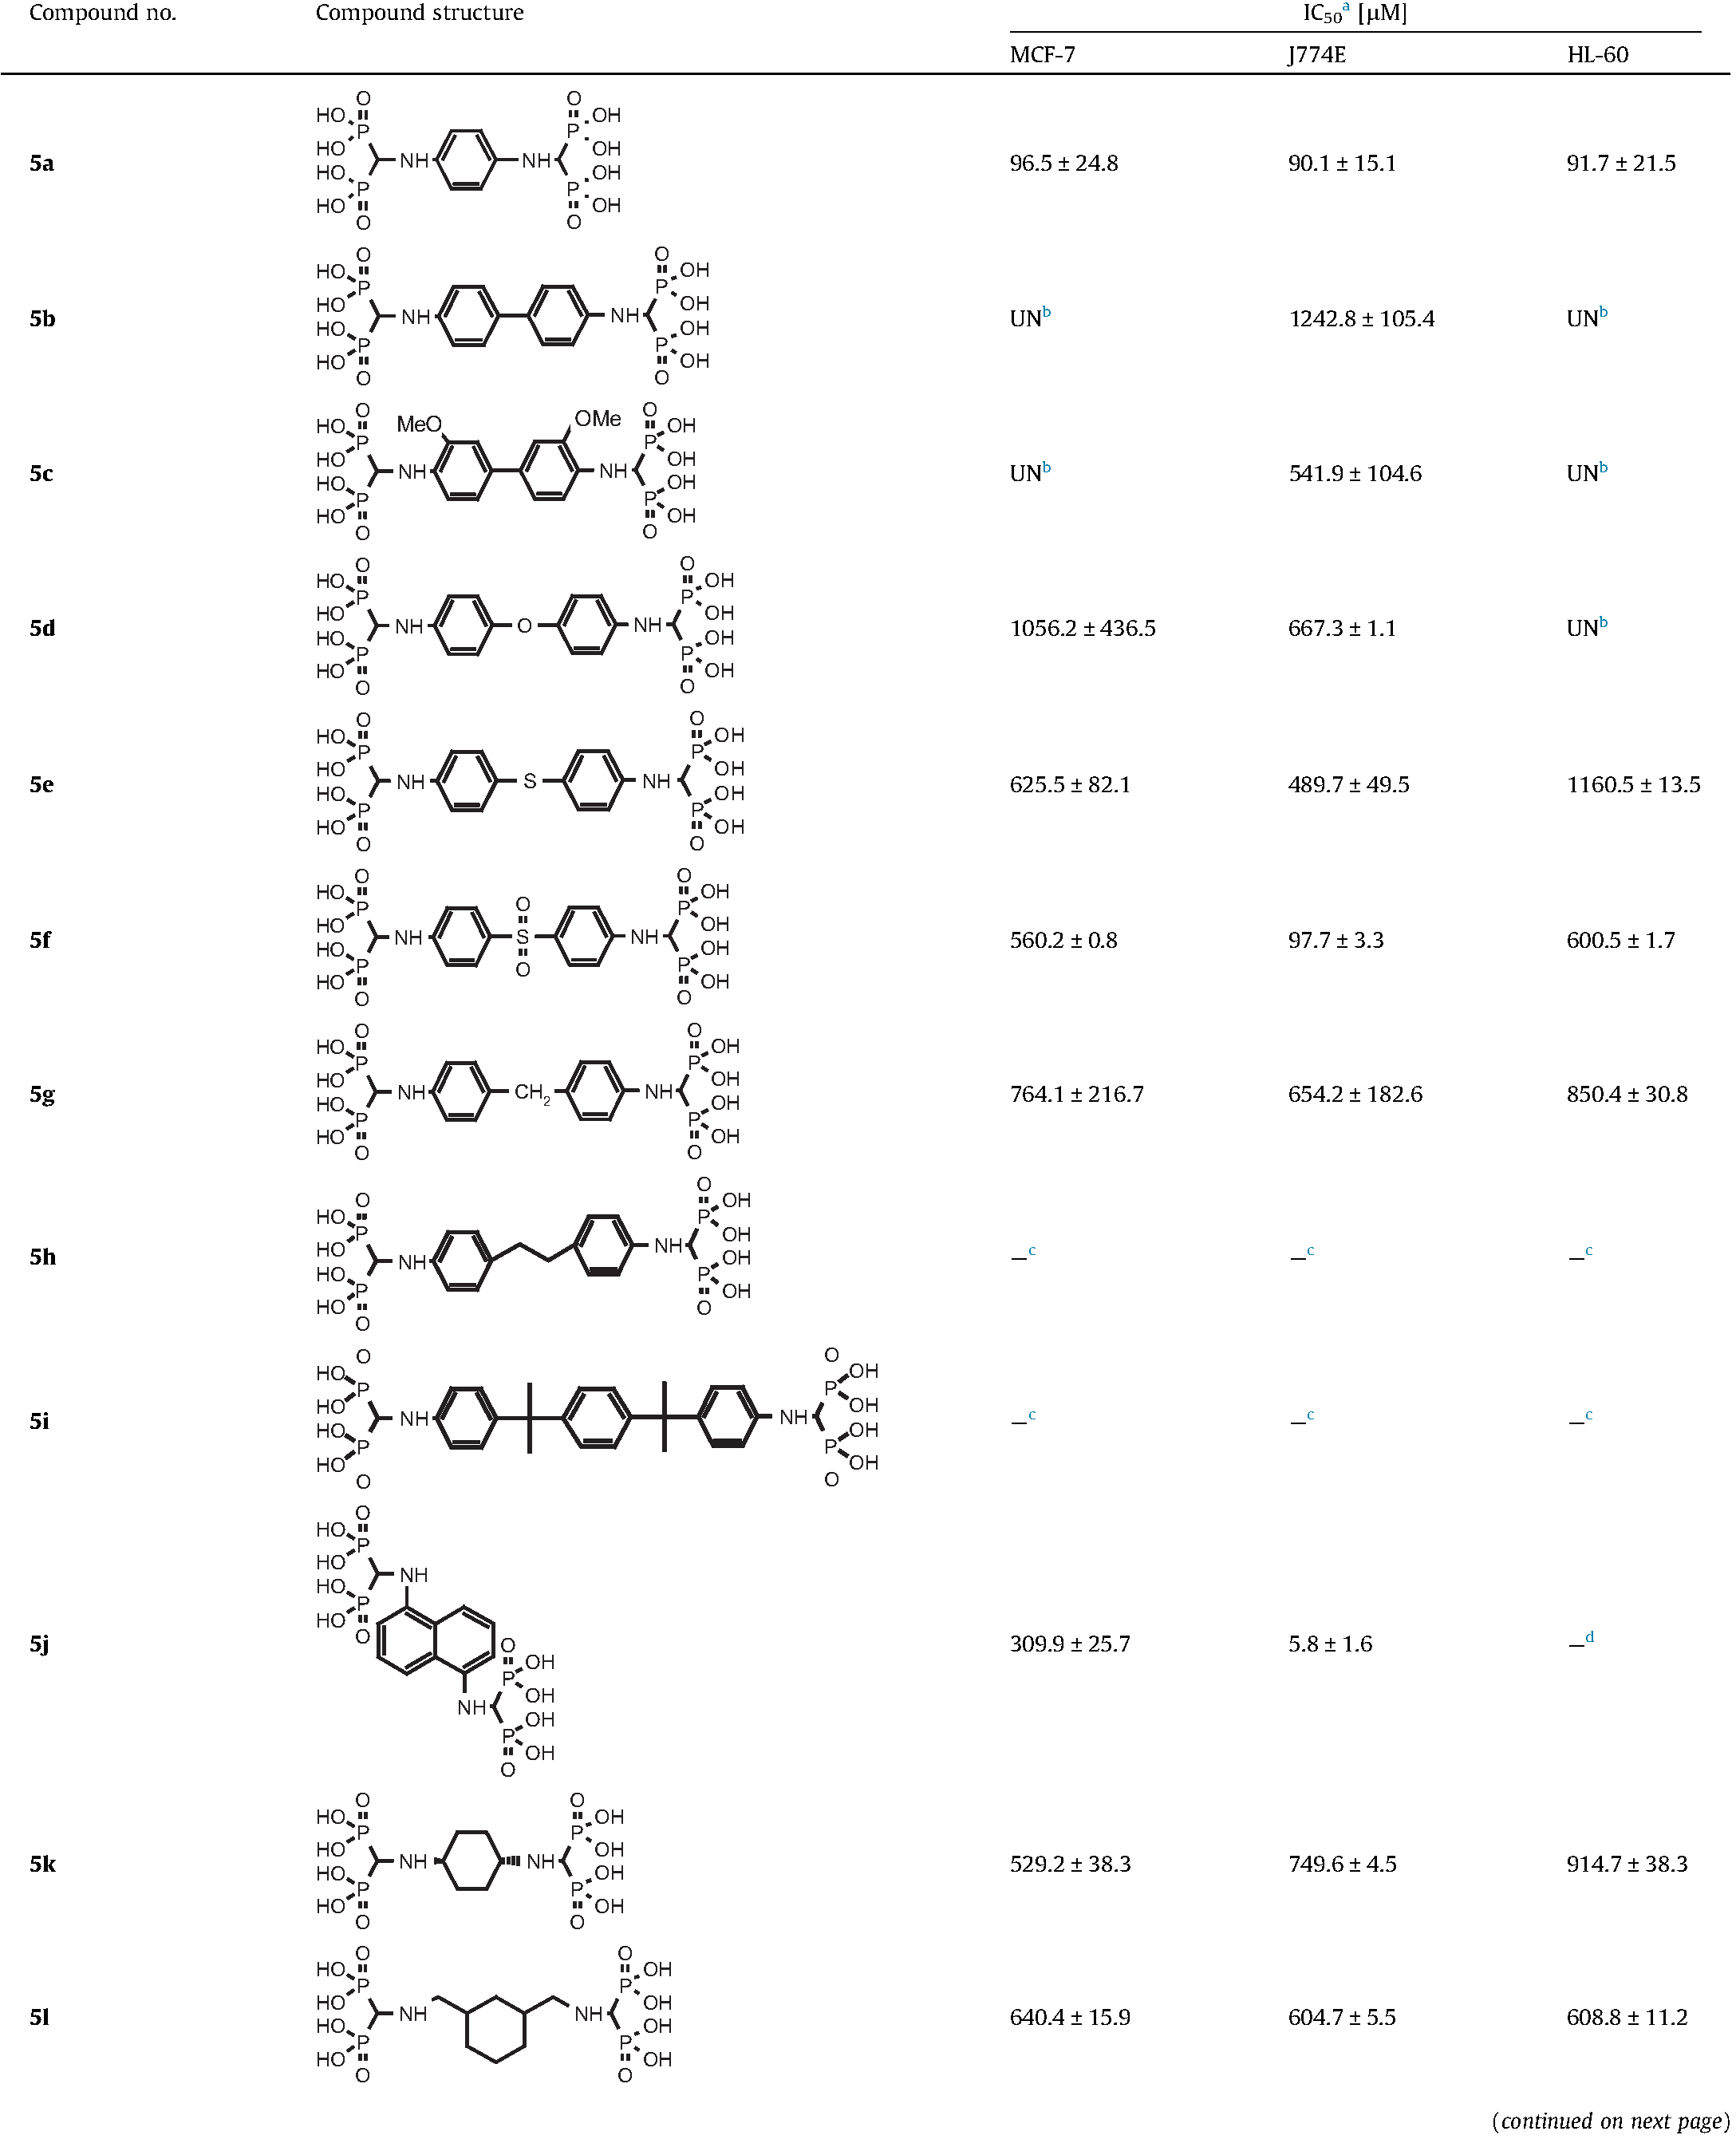 Compound no. Compound structure IC50a [μM]
MCF-7 J774E HL-60
O O
HO OH
P P
HO OH
5a NH NH 96.5 ± 24.8 90.1 ± 15.1 91.7 ± 21.5
HO OH
P P
HO OH
O O
O O
HO OH
P P
HO OH
5b NH NH UNb 1242.8 ± 105.4 UNb
HO OH
P P
HO OH
O O
O MeO OMe O
HO OH
P P
HO OH
5c NH NH UNb 541.9 ± 104.6 UNb
HO OH
P P
HO OH
O O
O O
HO OH
P P
HO OH
5d NH O NH 1056.2 ± 436.5 667.3 ± 1.1 UNb
HO OH
P P
HO OH
O O
O O
HO OH
P P
HO OH
5e NH S NH 625.5 ± 82.1 489.7 ± 49.5 1160.5 ± 13.5
HO OH
P P
HO OH
O O
O O
HO OH
P O P
HO OH
5f NH S NH 560.2 ± 0.8 97.7 ± 3.3 600.5 ± 1.7
HO OH
P O P
HO OH
O O
O O
HO OH
P P
HO OH
5g NH CH2 NH 764.1 ± 216.7 654.2 ± 182.6 850.4 ± 30.8
HO OH
P P
HO OH
O O
O O
HO OH
P P
HO OH
5h NH NH –c –c –c
HO OH
P P
HO OH
O O
O O
HO OH
P P
HO OH
5i NH NH –c –c –c
HO OH
P P
HO OH
O O
O
HO
P
HO
NH
HO
P
HO
O
5j 309.9 ± 25.7 5.8 ± 1.6 –d
O
OH
P
OH
NH
OH
P
OH
O
O O
HO OH
P P
HO OH
5k NH NH 529.2 ± 38.3 749.6 ± 4.5 914.7 ± 38.3
HO OH
P P
HO OH
O O
O O
HO OH
P P
HO OH
5l NH NH 640.4 ± 15.9 604.7 ± 5.5 608.8 ± 11.2
HO OH
P P
HO OH
O O
(continued on next page)